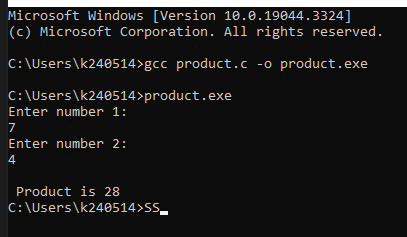 Microsoft Windows [Version 10.0.19044.3324]
(c) Microsoft Corporation. All rights reserved.
C:\Users\k240514>gcc product.c -o product.exe
C:\Users\k240514>product.exe
Enter number 1:
7
Enter number 2:
4
Product is 28
C:\Users\k240514>SS